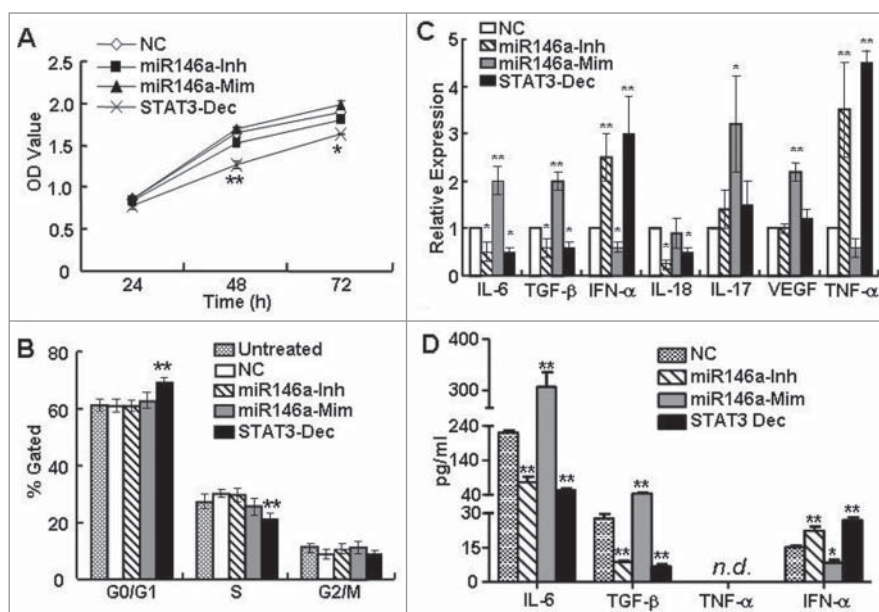 A
NC
miR146a-Inh
miR146a-Mim
STAT3-Dec
OD Value
2.5
2.0
1.5
1.0
0.5
0
**
*
24 48 72
Time (h)
B
Untreated
NC
miR146a-Inh
miR146a-Mim
STAT3-Dec
% Gated
80
60
40
20
0
**
**
G0/G1 S G2/M
C
NC
miR146a-Inh
miR146a-Mim
STAT3-Dec
Relative Expression
5
4
3
2
1
0
* ** * * ** * ** * ** * * * ** ** **
IL-6 TGF-β IFN-α IL-18 IL-17 VEGF TNF-α
D
NC
miR146a-Inh
miR146a-Mim
STAT3 Dec
pg/ml
400
300
240
140
40
30
15
0
** ** ** ** ** ** ** * **
n.d.
IL-6 TGF-β TNF-α IFN-α